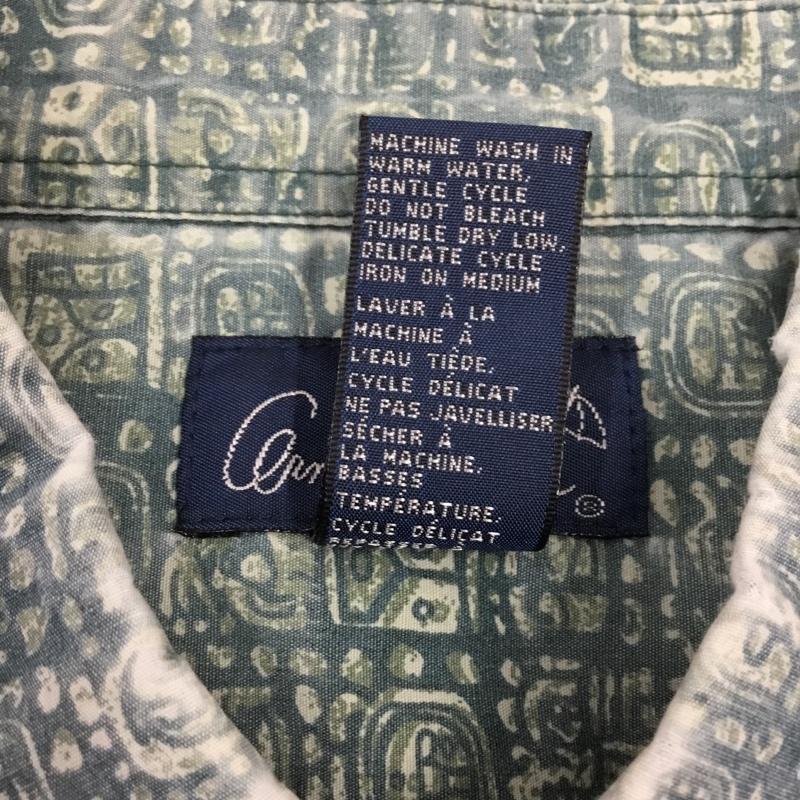 MACHINE WASH IN
WARM WATER,
GENTLE CYCLE
DO NOT BLEACH
TUMBLE DRY LOW,
DELICATE CYCLE
IRON ON MEDIUM
LAVER À LA
MACHINE À
L'EAU TIÈDE,
CYCLE DÉLICAT
NE PAS JAVELLISER
SÉCHER À
LA MACHINE,
BASSES
TEMPÉRATURE,
CYCLE DÉLICAT
®